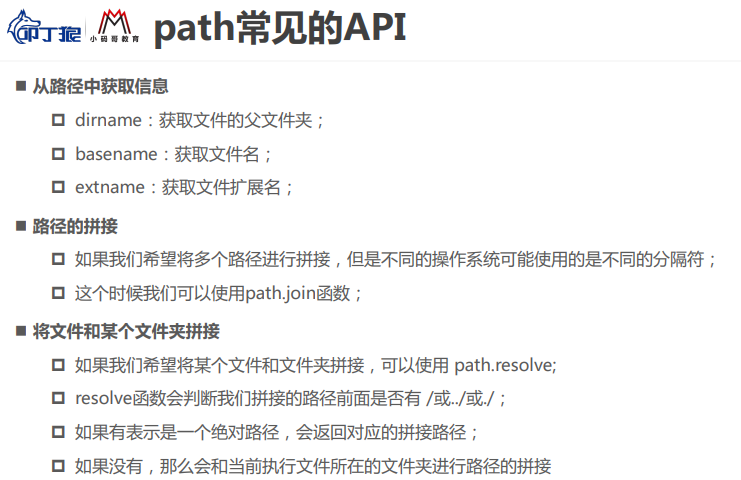 叩丁狼
小码哥教育
path常见的API
从路径中获取信息
dirname：获取文件的父文件夹；
basename：获取文件名；
extname：获取文件扩展名；
路径的拼接
如果我们希望将多个路径进行拼接，但是不同的操作系统可能使用的是不同的分隔符；
这个时候我们可以使用path.join函数；
将文件和某个文件夹拼接
如果我们希望将某个文件和文件夹拼接，可以使用 path.resolve;
resolve函数会判断我们拼接的路径前面是否有 /或../或./；
如果有表示是一个绝对路径，会返回对应的拼接路径；
如果没有，那么会和当前执行文件所在的文件夹进行路径的拼接